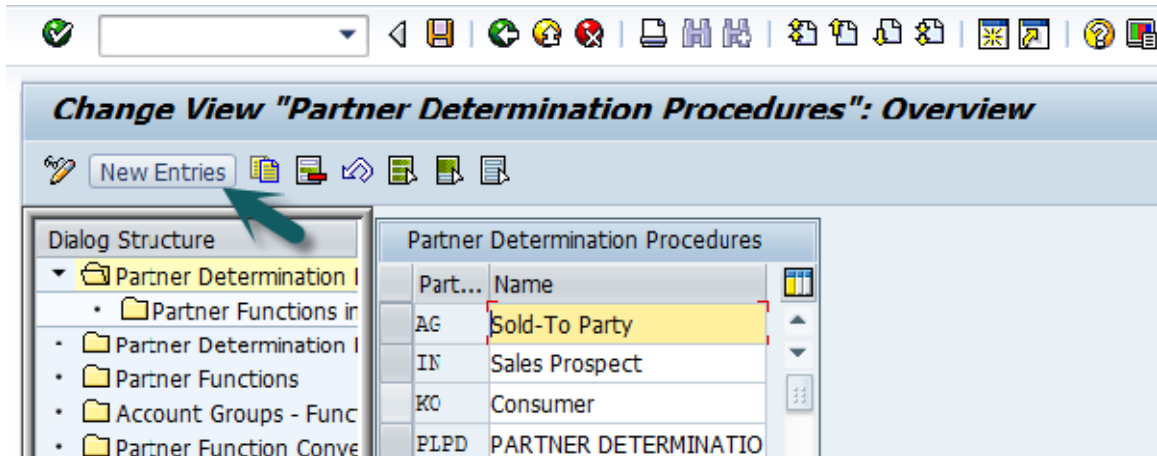 Change View "Partner Determination Procedures": Overview
New Entries
Dialog Structure
Partner Determination
Partner Functions in
Partner Determination
Partner Functions
Account Groups - Func
Partner Function Conve
Partner Determination Procedures
Part... Name
AG Sold-To Party
IN Sales Prospect
KO Consumer
PLPD PARTNER DETERMINATIO